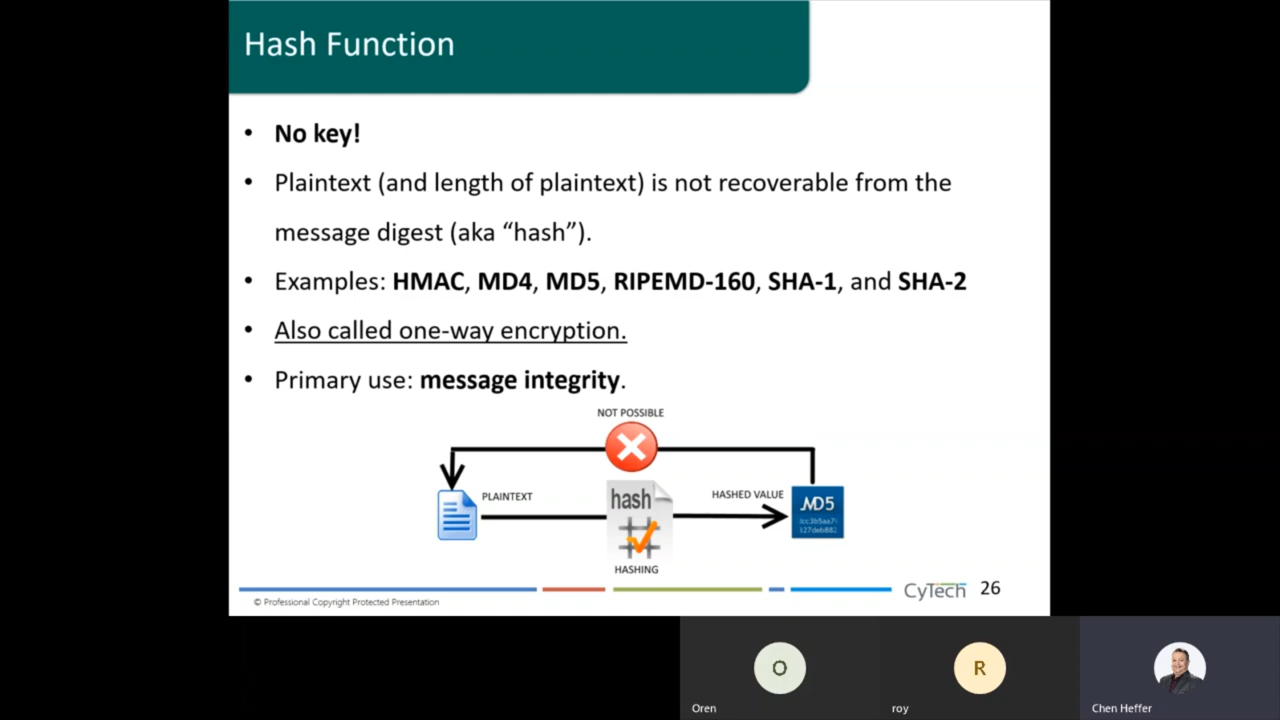 Hash Function
• No key!
• Plaintext (and length of plaintext) is not recoverable from the
message digest (aka “hash”).
• Examples: HMAC, MD4, MD5, RIPEMD-160, SHA-1, and SHA-2
• Also called one-way encryption.
• Primary use: message integrity.
NOT POSSIBLE
PLAINTEXT
hash
HASHED VALUE
MD5
HASHING
CyTech 26
© Professional Copyright Protected Presentation
O
R
Oren
roy
Chen Heffer